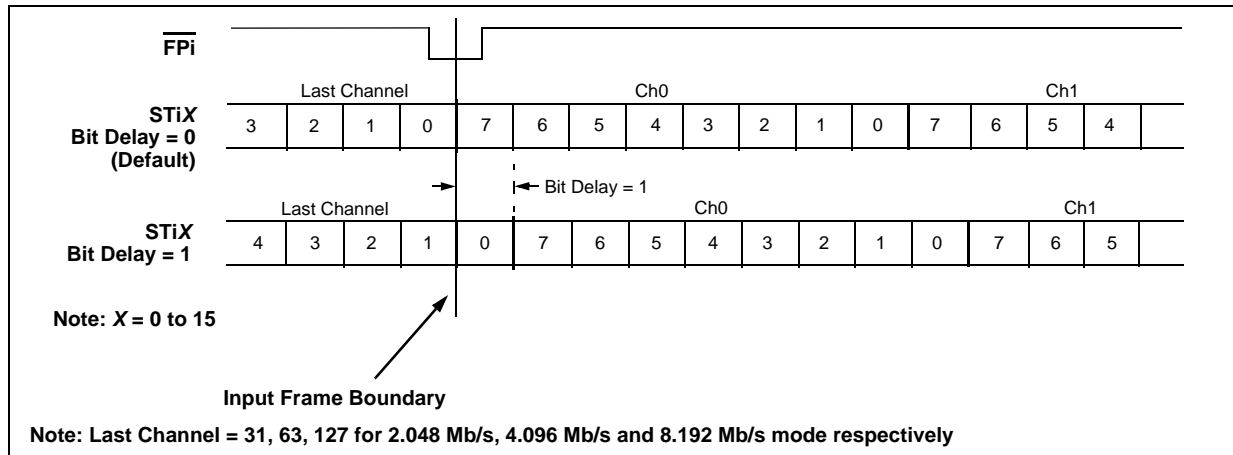 FPi
Last Channel Ch0 Ch1
STiX
Bit Delay = 0
(Default)
3 2 1 0 7 6 5 4 3 2 1 0 7 6 5 4
Bit Delay = 1
Last Channel Ch0 Ch1
STiX
Bit Delay = 1
4 3 2 1 0 7 6 5 4 3 2 1 0 7 6 5
Note: X = 0 to 15
Input Frame Boundary
Note: Last Channel = 31, 63, 127 for 2.048 Mb/s, 4.096 Mb/s and 8.192 Mb/s mode respectively